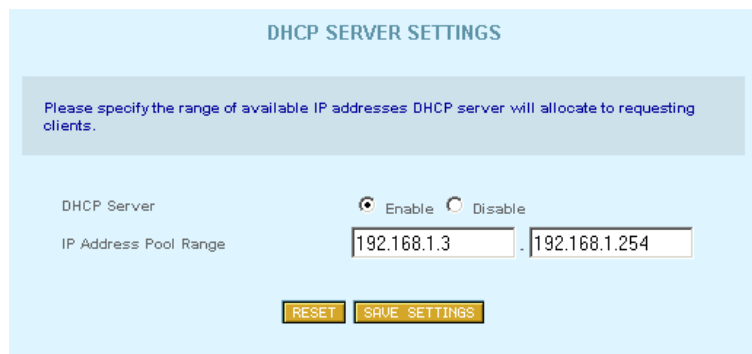 DHCP SERVER SETTINGS
Please specify the range of available IP addresses DHCP server will allocate to requesting
clients.
DHCP Server Enable Disable
IP Address Pool Range 192.168.1.3 . 192.168.1.254
RESET SAVE SETTINGS